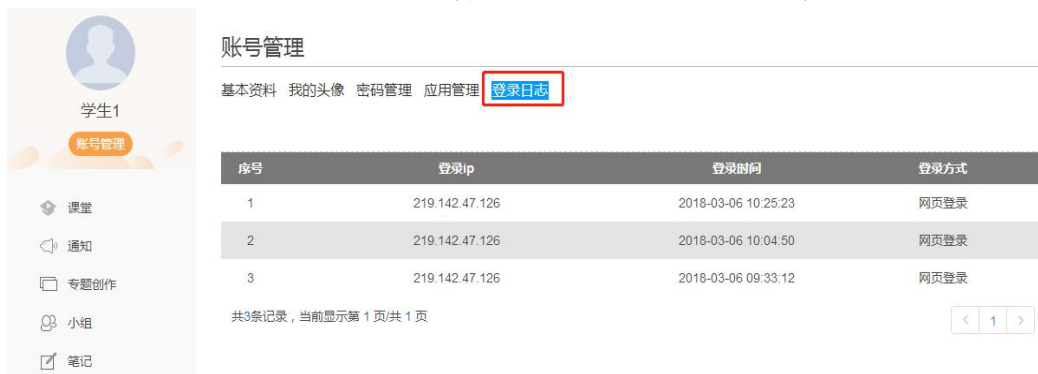 学生1
账号管理
课堂
通知
专题创作
小组
笔记
账号管理
基本资料 我的头像 密码管理 应用管理 登录日志
序号 登录ip 登录时间 登录方式
1 219.142.47.126 2018-03-06 10:25:23 网页登录
2 219.142.47.126 2018-03-06 10:04:50 网页登录
3 219.142.47.126 2018-03-06 09:33:12 网页登录
共3条记录，当前显示第 1 页/共 1 页
< 1 >